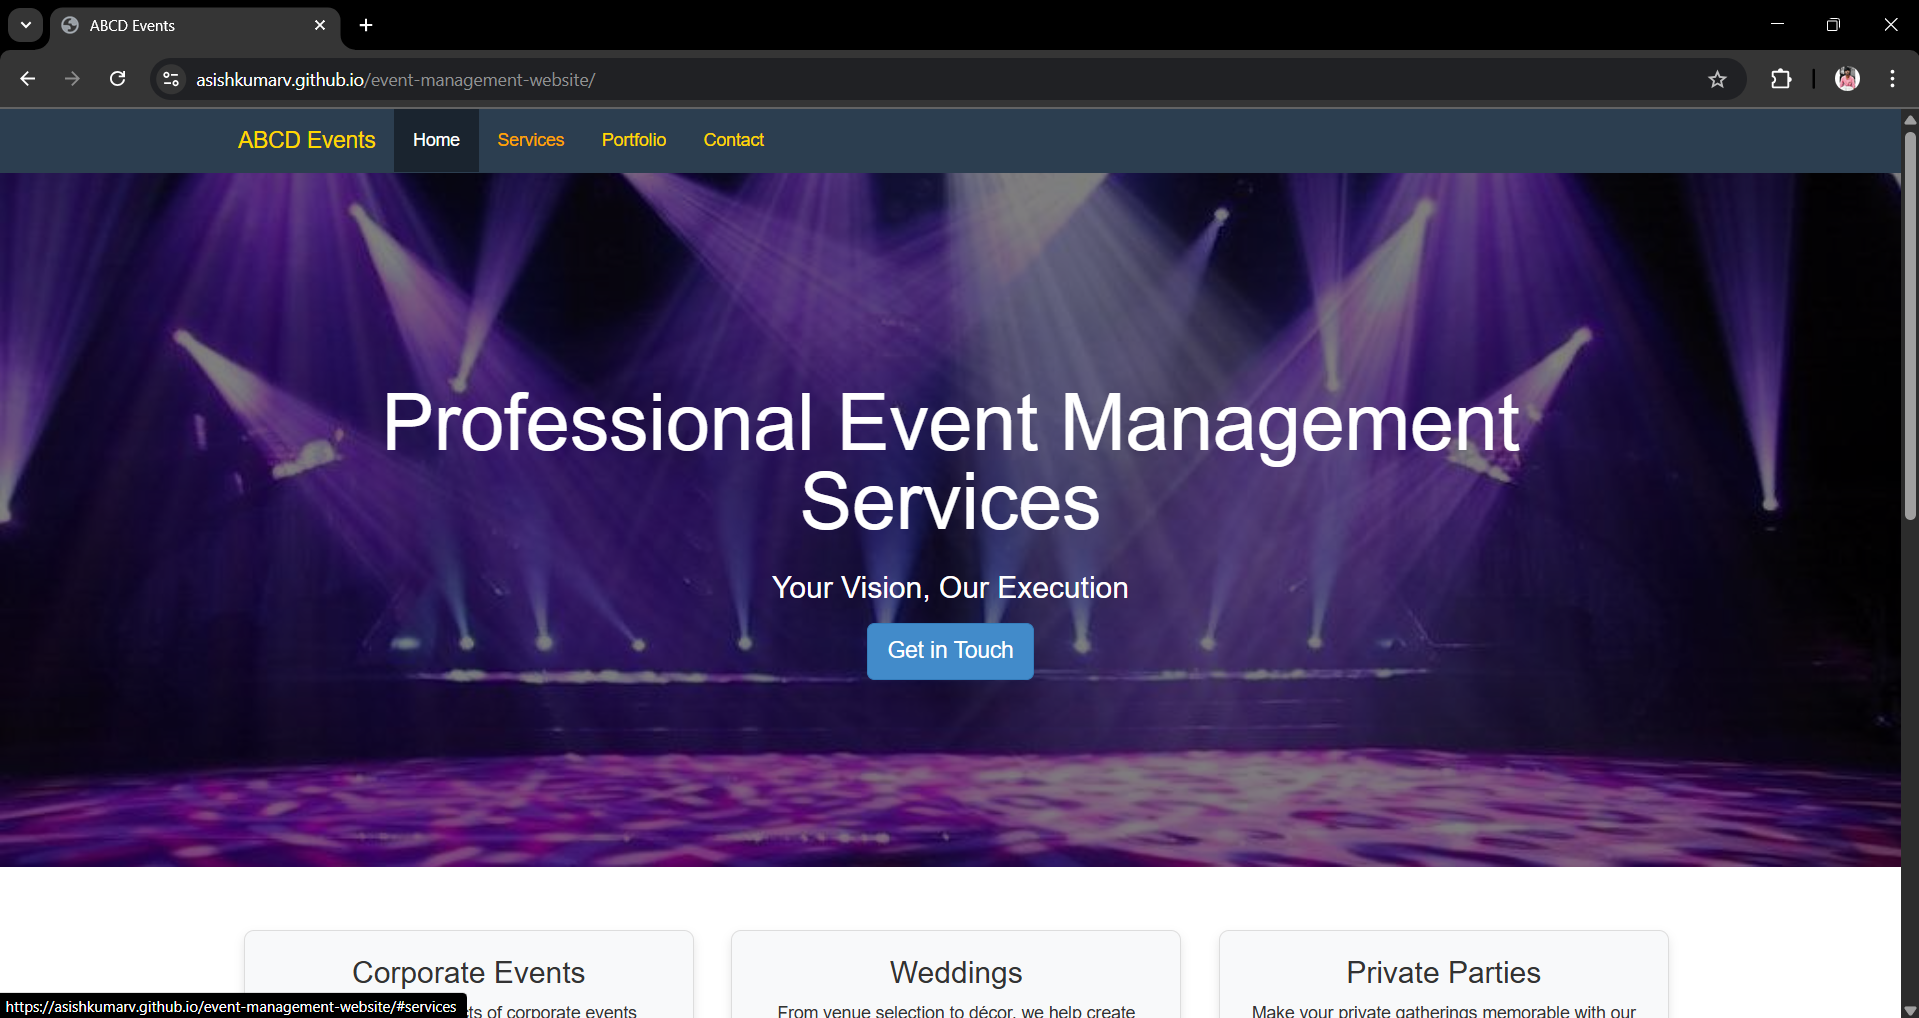 ABCD Events
asishkumarv.github.io/event-management-website/
ABCD Events Home Services Portfolio Contact
Professional Event Management
Services
Your Vision, Our Execution
Get in Touch
Corporate Events
Weddings
Private Parties
of corporate events
From venue selection to décor, we help create
Make your private gatherings memorable with our
https://asishkumarv.github.io/event-management-website/#services